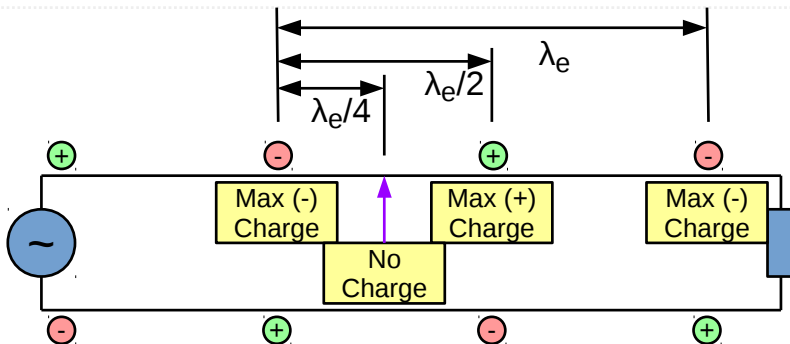 λe
λe/2
λe/4
+ - + -
Max (-)
Charge
Max (+)
Charge
Max (-)
Charge
~
No
Charge
- + - +